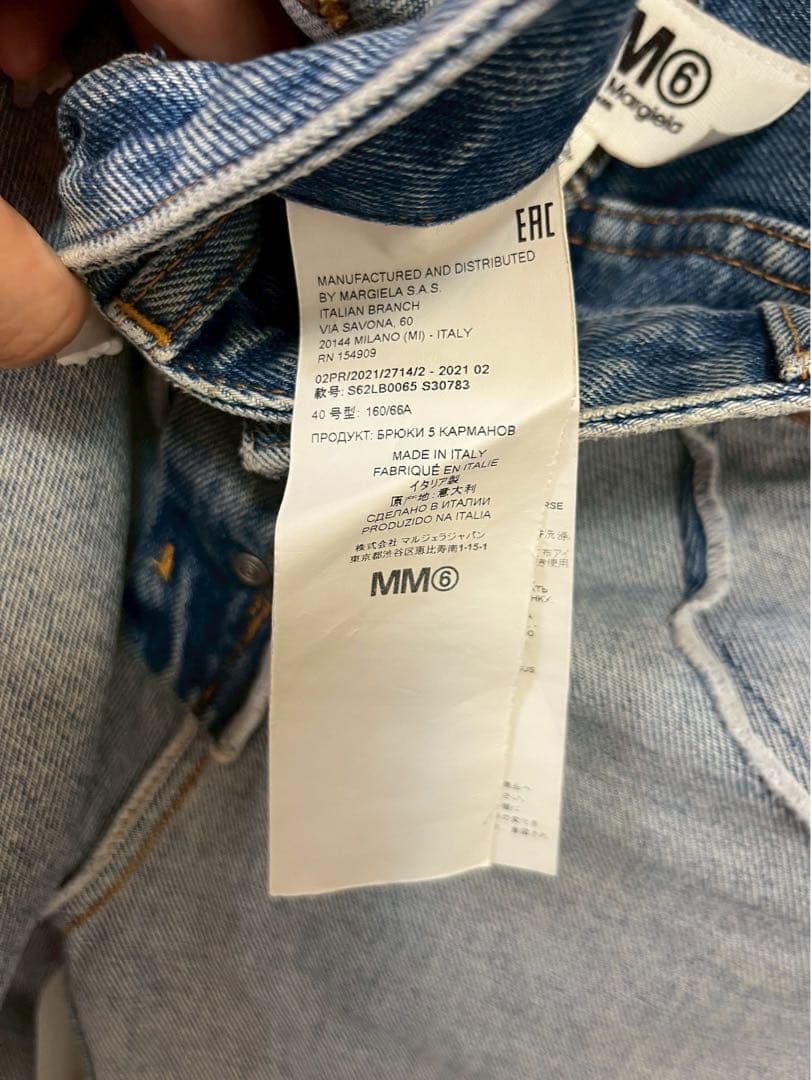 MM⑥
Margiela
EAC
MANUFACTURED AND DISTRIBUTED
BY MARGIELA S.A.S.
ITALIAN BRANCH
VIA SAVONA, 60
20144 MILANO (MI) - ITALY
RN 154909
02PR/2021/2714/2 - 2021 02
款号: S62LB0065 S30783
40 号型: 160/66A
ПРОДУКТ: БРЮКИ 5 КАРМАНОВ
MADE IN ITALY
FABRIQUÉ EN ITALIE
イタリア製
原产地: 意大利
СДЕЛАНО В ИТАЛИИ
PRODUZIDO NA ITALIA
株式会社 マルジェラジャパン
東京都渋谷区恵比寿南1-15-1
MM⑥